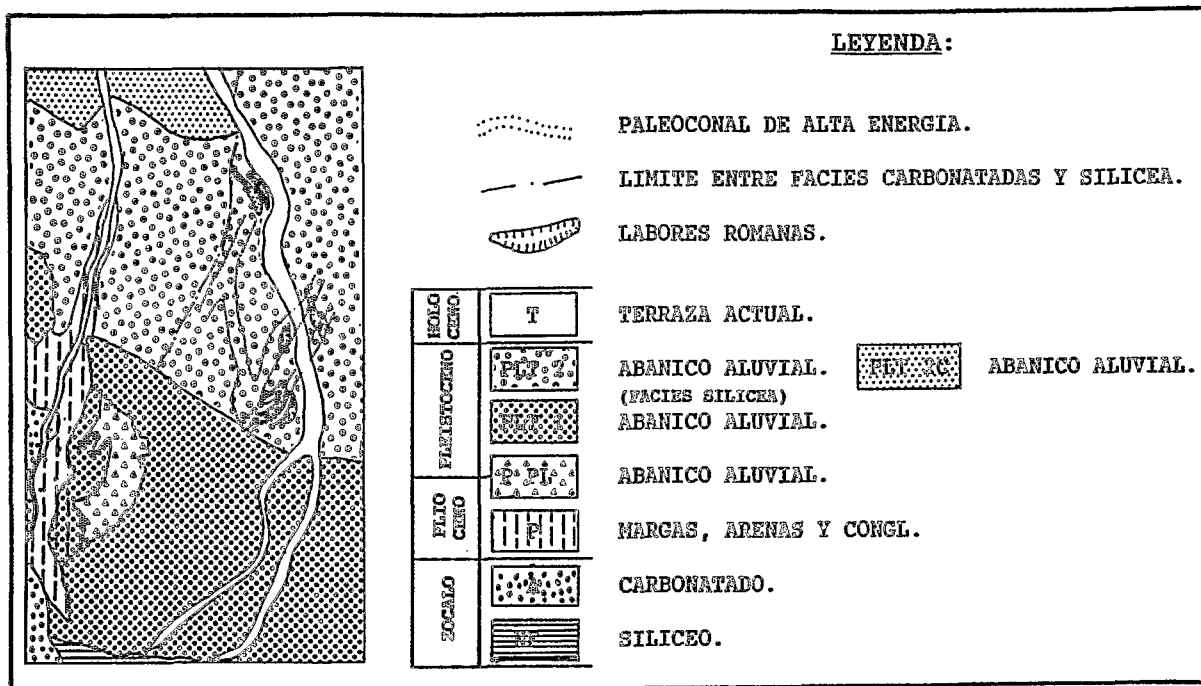 LEYENDA:
PALEOCONAL DE ALTA ENERGIA.
LIMITE ENTRE FACIES CARBONATADAS Y SILICEA.
LABORES ROMANAS.
HOLO
CENO.
T
TERRAZA ACTUAL.
PLEISTOCENO
ABANICO ALUVIAL.
(FACIES SILICEA)
ABANICO ALUVIAL.
ABANICO ALUVIAL.
ABANICO ALUVIAL.
PLIO
CENO
P
MARGAS, ARENAS Y CONGL.
ZOCALO
CARBONATADO.
SILICEO.